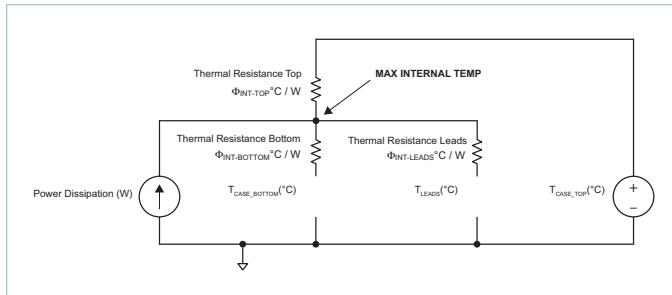 Thermal Resistance Top
MAX INTERNAL TEMP
ΦINT-TOP°C / W
Thermal Resistance Bottom
ΦINT-BOTTOM°C / W
Thermal Resistance Leads
ΦINT-LEADS°C / W
Power Dissipation (W)
TCASE_BOTTOM(°C)
TLEADS(°C)
TCASE_TOP(°C)
+
–